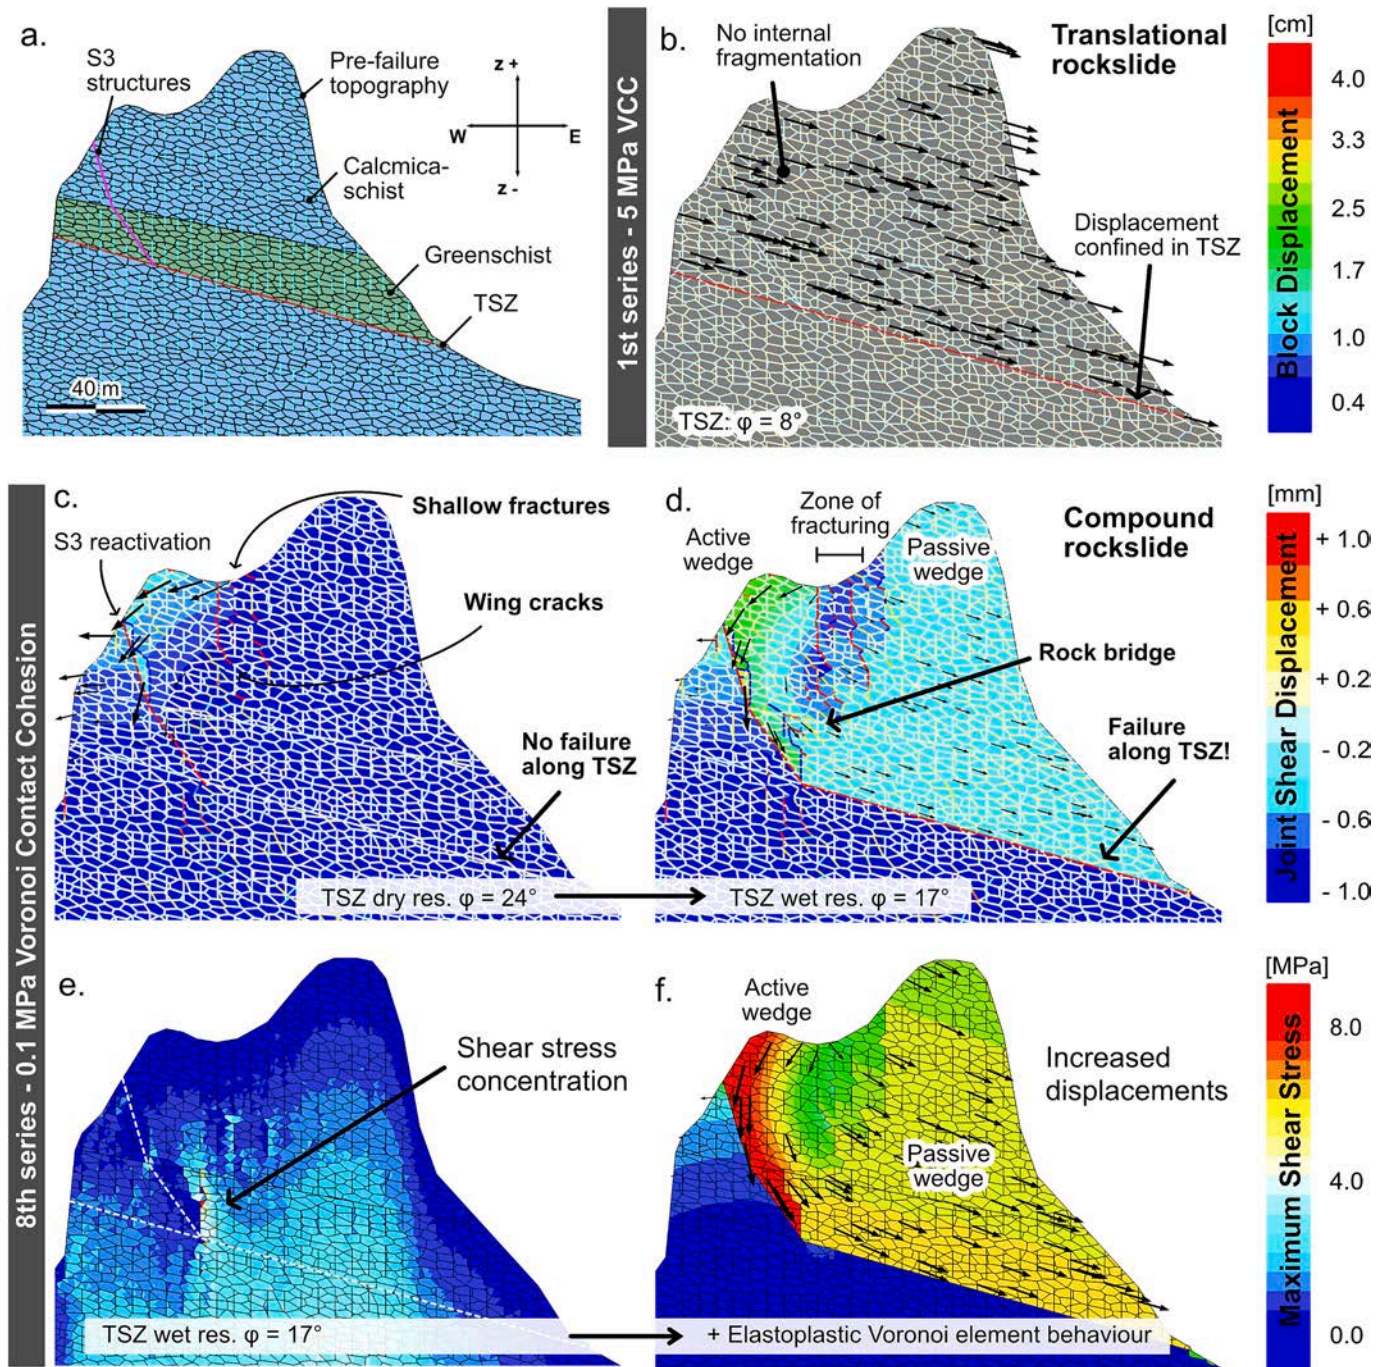 a.
S3
structures
Pre-failure
topography
z +
W
E
z -
Calcmica-
schist
Greenschist
TSZ
40 m
1st series - 5 MPa VCC
b.
No internal
fragmentation
Translational
rockslide
Displacement
confined in TSZ
TSZ: φ = 8°
[cm]
Block Displacement
4.0
3.3
2.5
1.7
1.0
0.4
8th series - 0.1 MPa Voronoi Contact Cohesion
c.
Shallow fractures
S3 reactivation
Wing cracks
No failure
along TSZ
TSZ dry res. φ = 24°
d.
Zone of
fracturing
Active
wedge
Passive
wedge
Compound
rockslide
Rock bridge
Failure
along TSZ!
TSZ wet res. φ = 17°
[mm]
Joint Shear Displacement
+ 1.0
+ 0.6
+ 0.2
- 0.2
- 0.6
- 1.0
e.
Shear stress
concentration
TSZ wet res. φ = 17°
f.
Active
wedge
Increased
displacements
Passive
wedge
+ Elastoplastic Voronoi element behaviour
[MPa]
Maximum Shear Stress
8.0
4.0
0.0